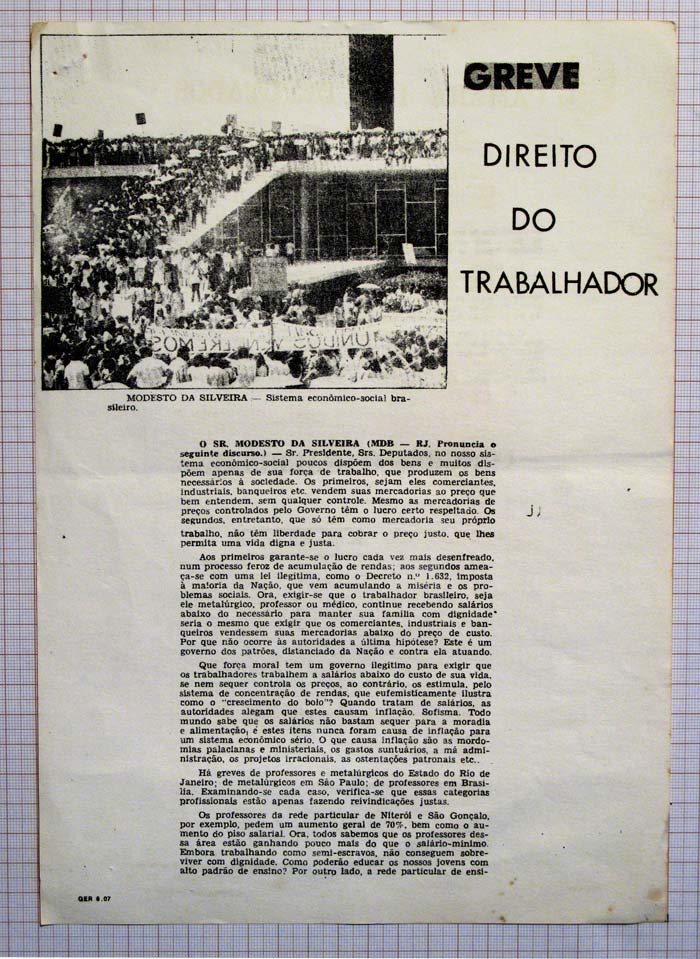 GREVE
DIREITO
DO
TRABALHADOR
UNIDOS VENCEREMOS
MODESTO DA SILVEIRA — Sistema econômico-social bra-
sileiro.
O SR. MODESTO DA SILVEIRA (MDB — RJ. Pronuncia o
seguinte discurso.) — Sr. Presidente, Srs. Deputados, no nosso sis-
tema econômico-social poucos dispõem dos bens e muitos dis-
põem apenas de sua força de trabalho, que produzem os bens
necessários à sociedade. Os primeiros, sejam eles comerciantes,
industriais, banqueiros etc. vendem suas mercadorias ao preço que
bem entendem, sem qualquer controle. Mesmo as mercadorias de
preços controlados pelo Governo têm o lucro certo respeitado. Os
segundos, entretanto, que só têm como mercadoria seu próprio
trabalho, não têm liberdade para cobrar o preço justo, que lhes
permita uma vida digna e justa.
Aos primeiros garante-se o lucro cada vez mais desenfreado,
num processo feroz de acumulação de rendas; aos segundos amea-
ça-se com uma lei ilegítima, como o Decreto n.º 1.632, imposta
à maioria da Nação, que vem acumulando a miséria e os pro-
blemas sociais. Ora, exigir-se que o trabalhador brasileiro, seja
ele metalúrgico, professor ou médico, continue recebendo salários
abaixo do necessário para manter sua família com dignidade
seria o mesmo que exigir que os comerciantes, industriais e ban-
queiros vendessem suas mercadorias abaixo do preço de custo.
Por que não ocorre às autoridades a última hipótese? Este é um
governo dos patrões, distanciado da Nação e contra ela atuando.
Que força moral tem um governo ilegítimo para exigir que
os trabalhadores trabalhem a salários abaixo do custo de sua vida,
se nem sequer controla os preços, ao contrário, os estimula, pelo
sistema de concentração de rendas, que eufemisticamente ilustra
como o "crescimento do bolo"? Quando tratam de salários, as
autoridades alegam que estes causam inflação. Sofisma. Todo
mundo sabe que os salários não bastam sequer para a moradia
e alimentação, e estes itens nunca foram causa de inflação para
um sistema econômico sério. O que causa inflação são as mordo-
mias palacianas e ministeriais, os gastos suntuários, a má admi-
nistração, os projetos irracionais, as ostentações patronais etc..
Há greves de professores e metalúrgicos do Estado do Rio de
Janeiro; de metalúrgicos em São Paulo; de professores em Brasí-
lia. Examinando-se cada caso, verifica-se que essas categorias
profissionais estão apenas fazendo reivindicações justas.
Os professores da rede particular de Niterói e São Gonçalo,
por exemplo, pedem um aumento geral de 70%, bem como o au-
mento do piso salarial. Ora, todos sabemos que os professores des-
sa área estão ganhando pouco mais do que o salário-mínimo.
Embora trabalhando como semi-escravos, não conseguem sobre-
viver com dignidade. Como poderão educar os nossos jovens com
alto padrão de ensino? Por outro lado, a rede particular de ensi-
GER 6.07